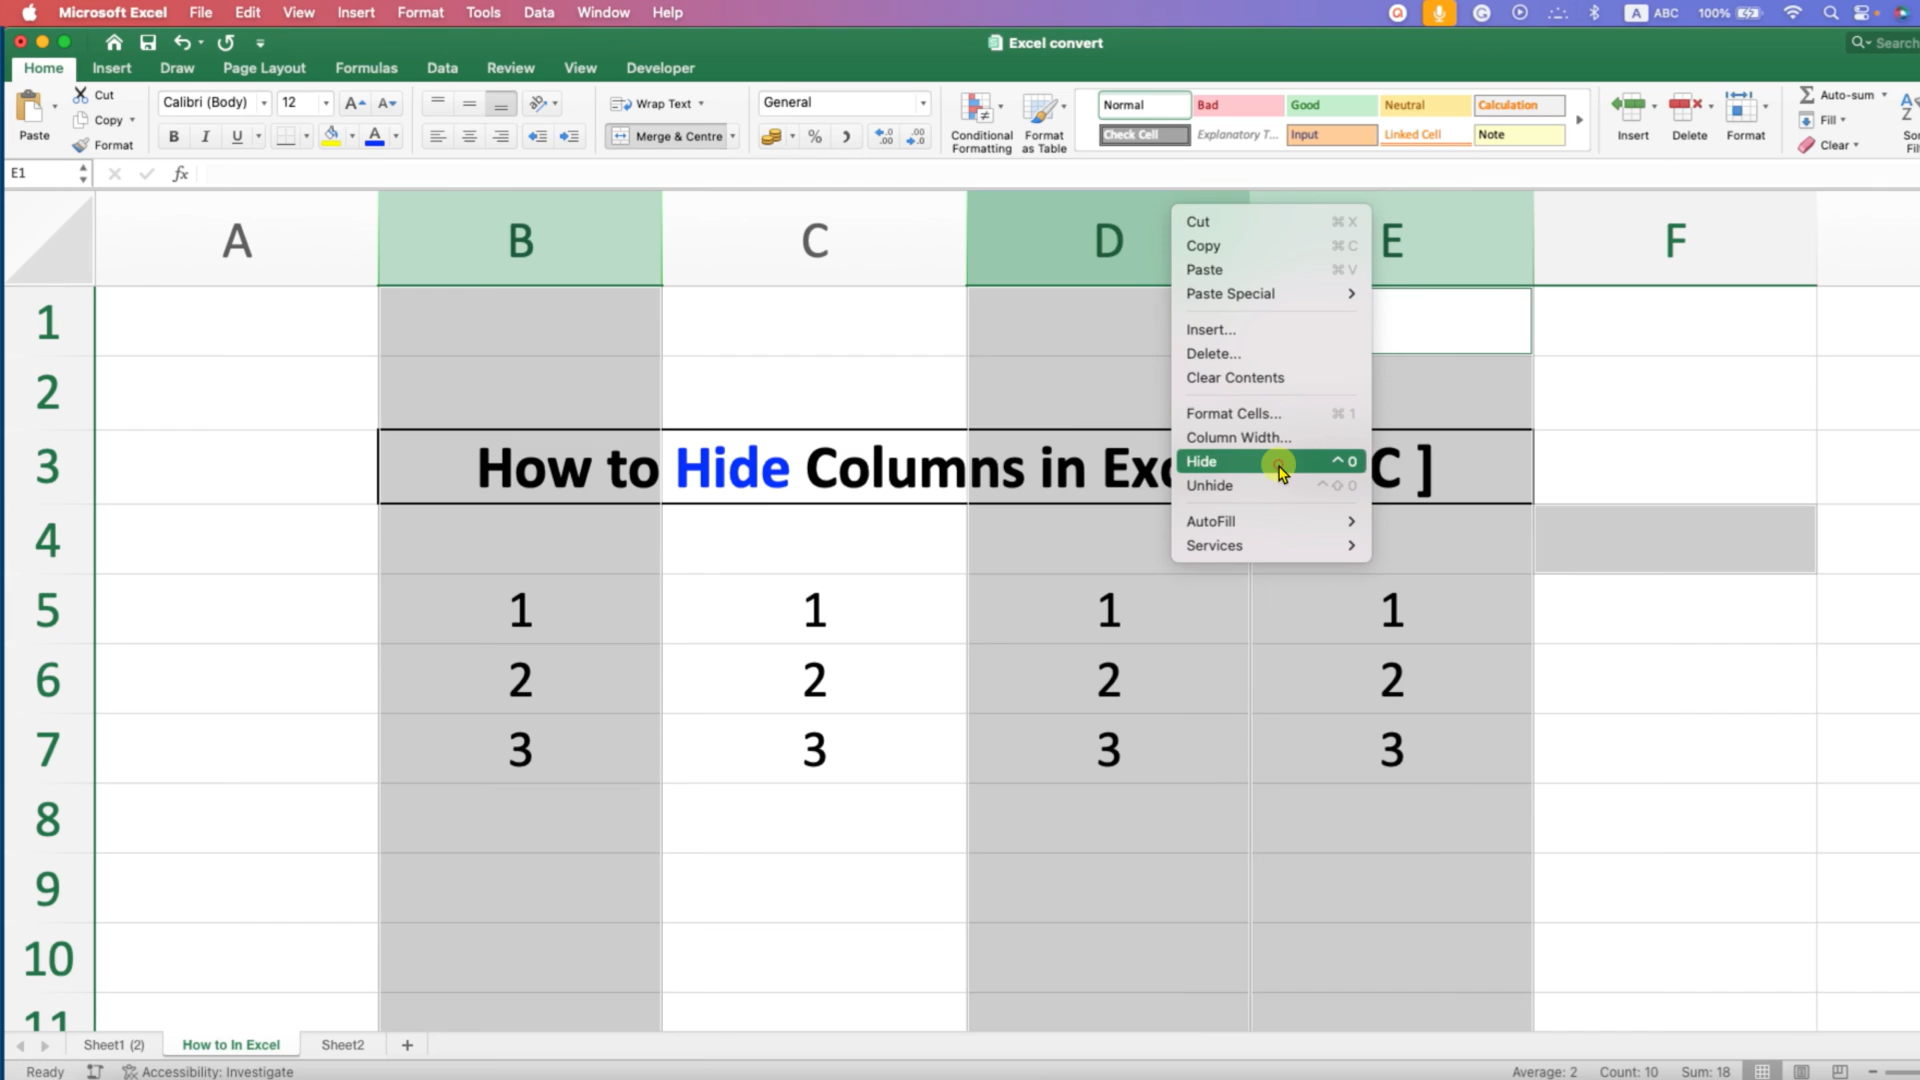 Microsoft Excel File Edit View Insert Format Tools Data Window Help A ABC 100%
Excel convert Search
Home Insert Draw Page Layout Formulas Data Review View Developer
Paste Cut Copy Format
Calibri (Body) 12 A A
B I U A
Wrap Text
Merge & Centre
General
%
Conditional Formatting
Format as Table
Normal Bad Good Neutral Calculation
Check Cell Explanatory T... Input Linked Cell Note
Insert Delete Format
Auto-sum
Fill
Clear
E1 fx
A B C D E F
Cut ⌘ X
Copy ⌘ C
Paste ⌘ V
Paste Special
Insert...
Delete...
Clear Contents
Format Cells... ⌘ 1
Column Width...
Hide ^ 0
Unhide ^ ⇧ 0
AutoFill
Services
1
2
3 How to Hide Columns in Exc C ]
4
5 1 1 1 1
6 2 2 2 2
7 3 3 3 3
8
9
10
11
Sheet1 (2) How to In Excel Sheet2 +
Ready Accessibility: Investigate Average: 2 Count: 10 Sum: 18